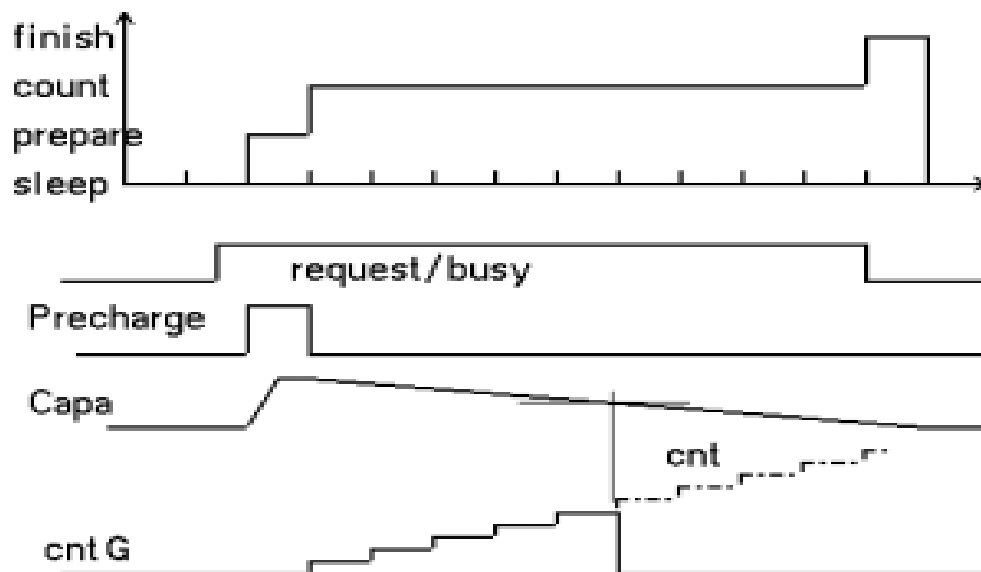 finish
count
prepare
sleep
request/busy
Precharge
Capa
cnt
cnt G